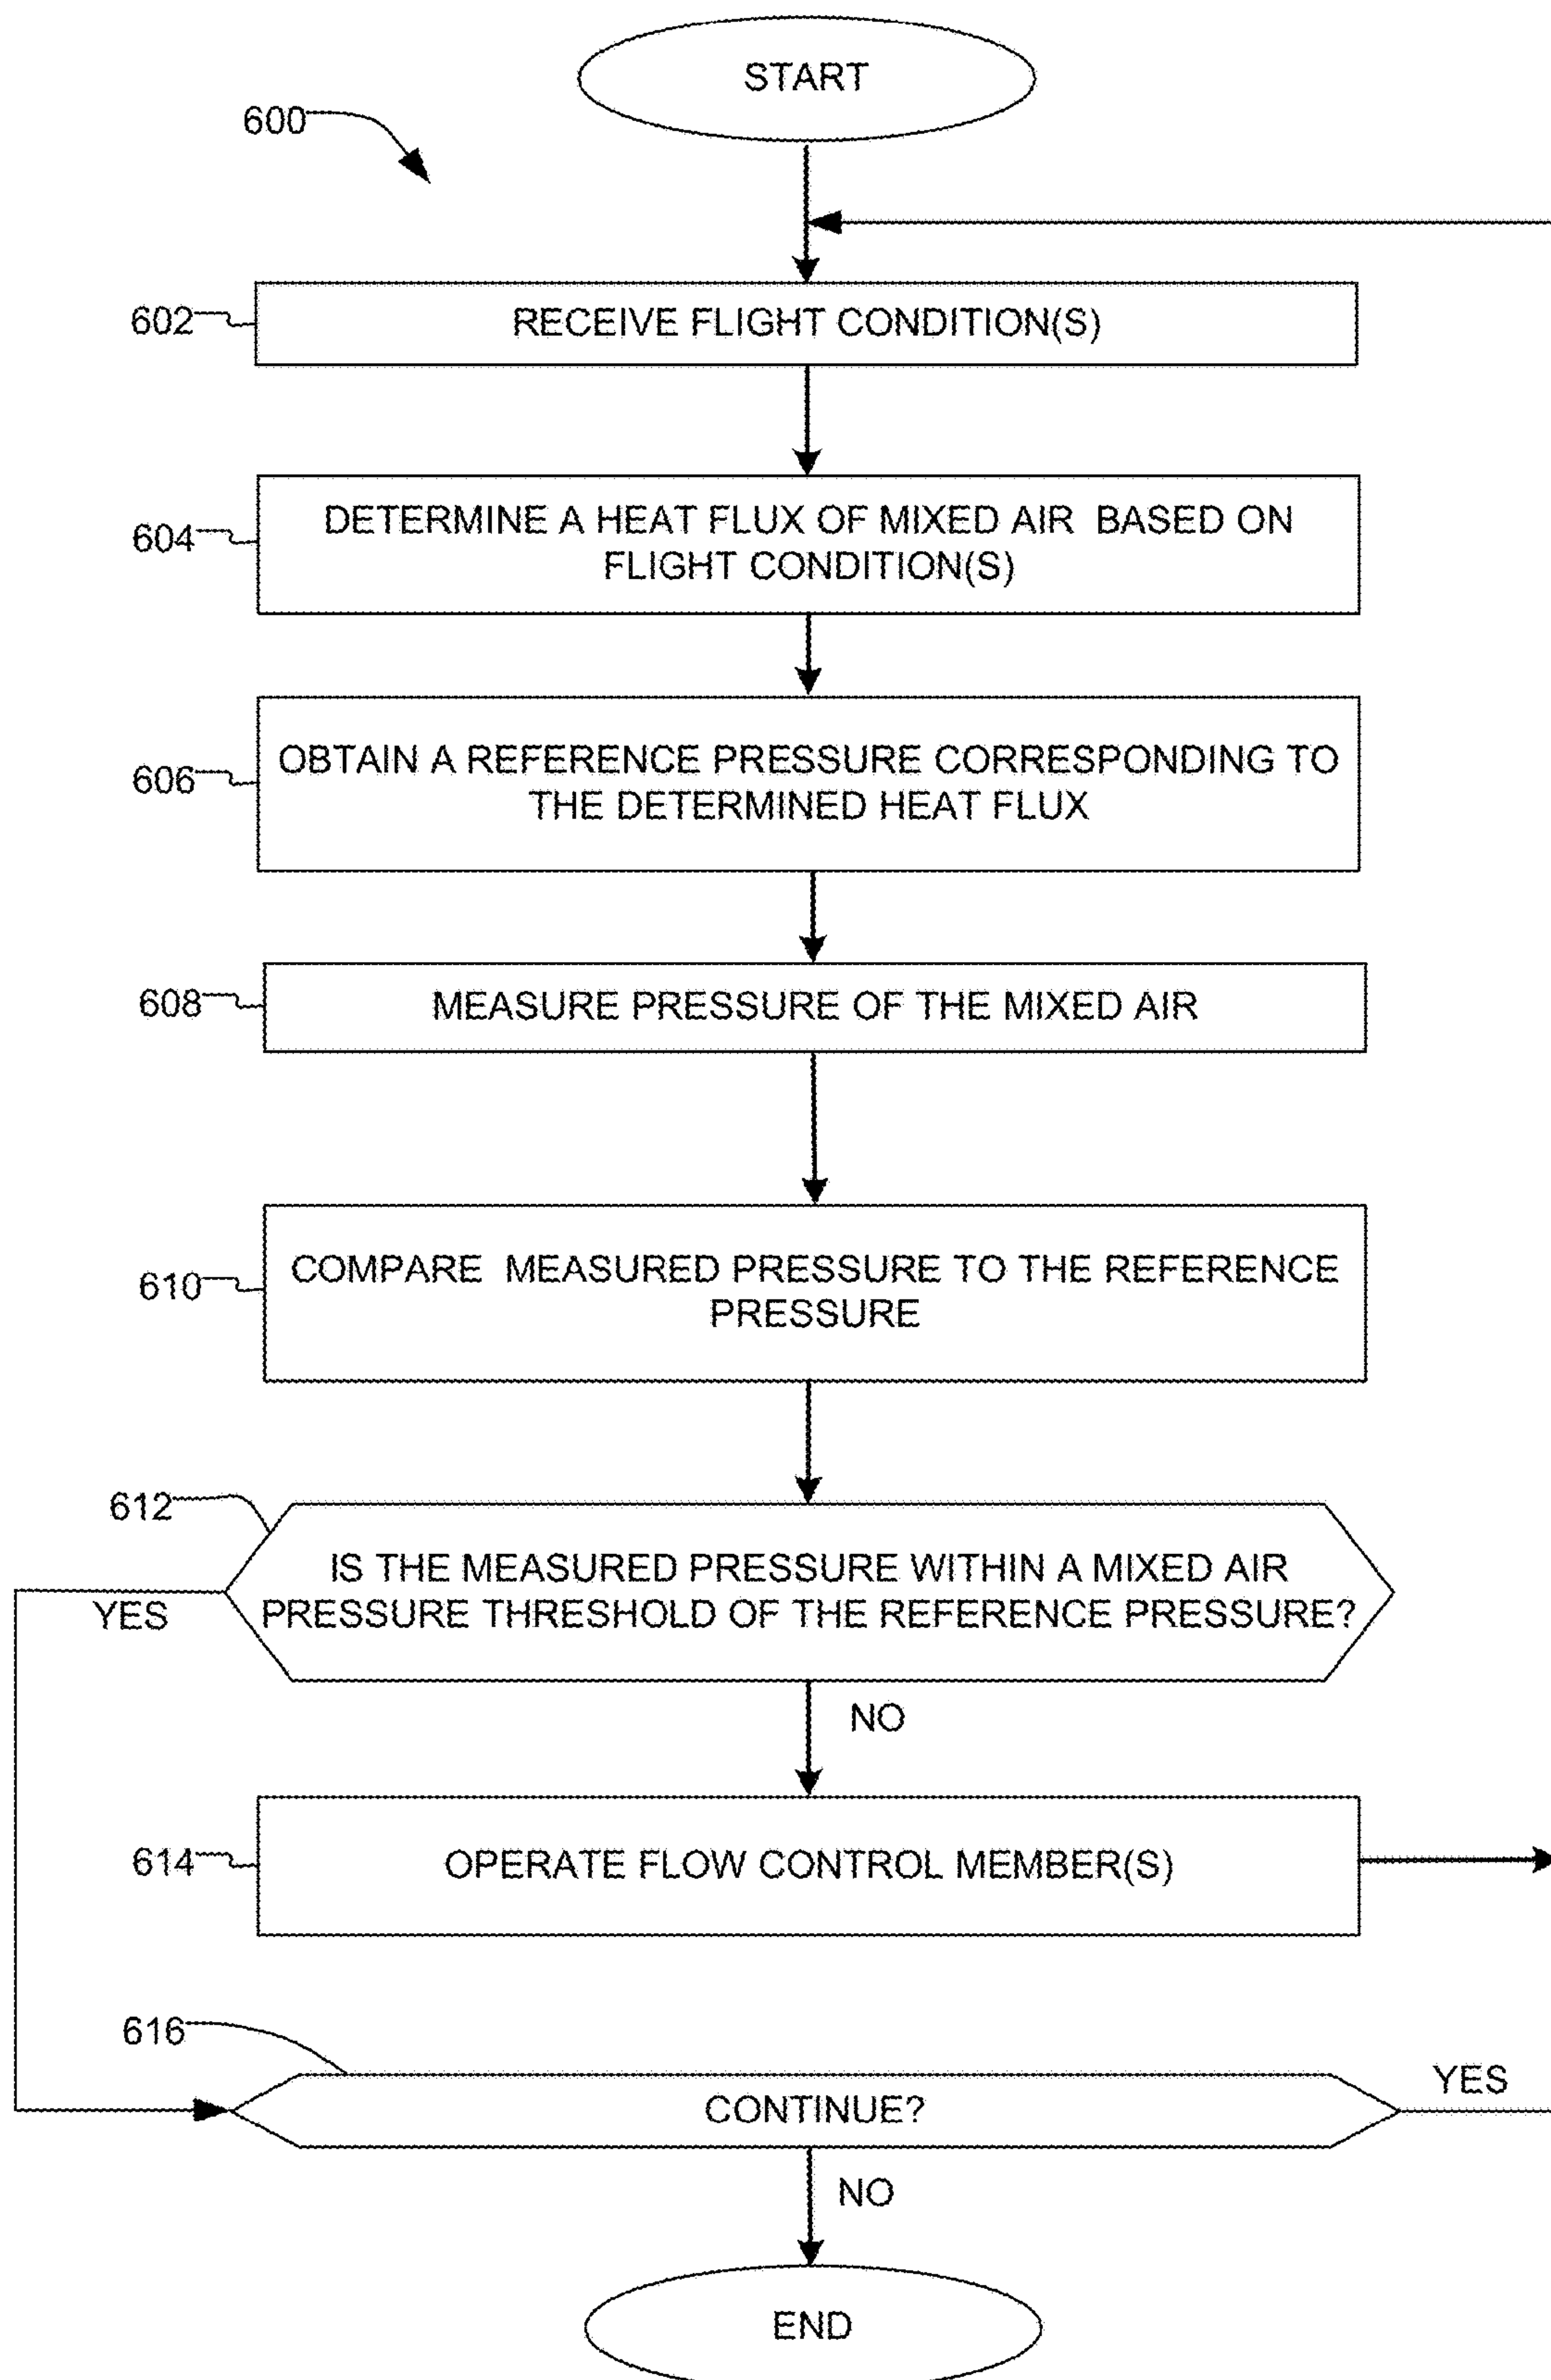 START
600
602
RECEIVE FLIGHT CONDITION(S)
604
DETERMINE A HEAT FLUX OF MIXED AIR BASED ON
FLIGHT CONDITION(S)
606
OBTAIN A REFERENCE PRESSURE CORRESPONDING TO
THE DETERMINED HEAT FLUX
608
MEASURE PRESSURE OF THE MIXED AIR
610
COMPARE MEASURED PRESSURE TO THE REFERENCE
PRESSURE
612
IS THE MEASURED PRESSURE WITHIN A MIXED AIR
PRESSURE THRESHOLD OF THE REFERENCE PRESSURE?
YES
NO
614
OPERATE FLOW CONTROL MEMBER(S)
616
CONTINUE?
YES
NO
END